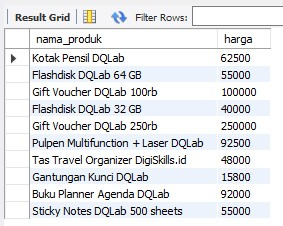 Result Grid Filter Rows:
nama_produk harga
Kotak Pensil DQLab 62500
Flashdisk DQLab 64 GB 55000
Gift Voucher DQLab 100rb 100000
Flashdisk DQLab 32 GB 40000
Gift Voucher DQLab 250rb 250000
Pulpen Multifunction + Laser DQLab 92500
Tas Travel Organizer DigiSkills.id 48000
Gantungan Kunci DQLab 15800
Buku Planner Agenda DQLab 92000
Sticky Notes DQLab 500 sheets 55000